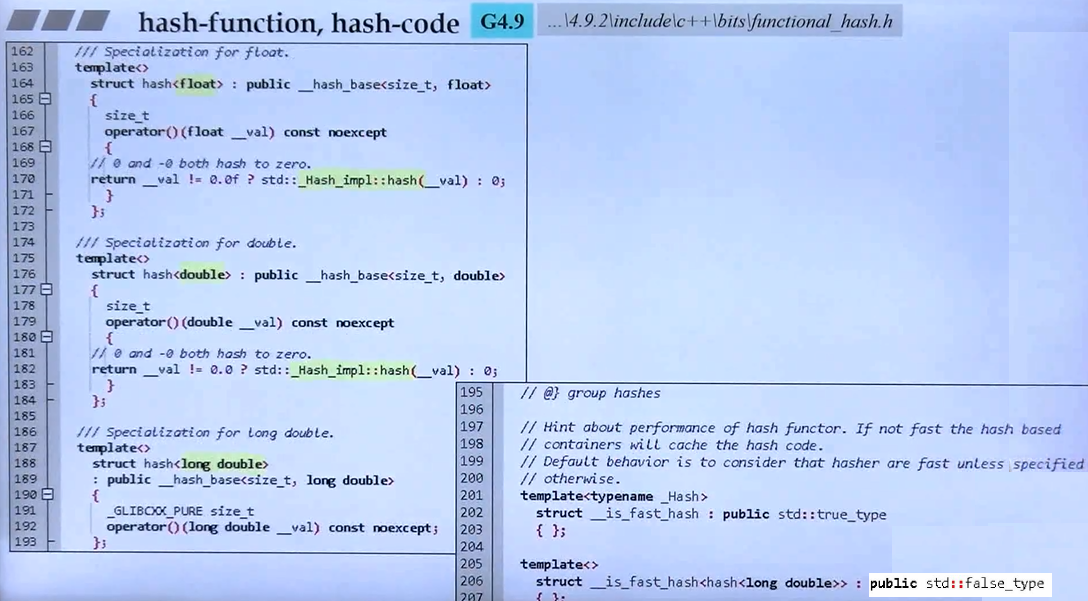 hash-function, hash-code G4.9 ...\4.9.2\include\c++\bits\functional_hash.h
162 /// Specialization for float.
163 template<>
164 struct hash<float> : public __hash_base<size_t, float>
165 {
166 size_t
167 operator()(float __val) const noexcept
168 {
169 // 0 and -0 both hash to zero.
170 return __val != 0.0f ? std::_Hash_impl::hash(__val) : 0;
171 }
172 };
173
174 /// Specialization for double.
175 template<>
176 struct hash<double> : public __hash_base<size_t, double>
177 {
178 size_t
179 operator()(double __val) const noexcept
180 {
181 // 0 and -0 both hash to zero.
182 return __val != 0.0 ? std::_Hash_impl::hash(__val) : 0;
183 }
184 };
185
186 /// Specialization for long double.
187 template<>
188 struct hash<long double>
189 : public __hash_base<size_t, long double>
190 {
191 _GLIBCXX_PURE size_t
192 operator()(long double __val) const noexcept;
193 };
195 // @} group hashes
196
197 // Hint about performance of hash functor. If not fast the hash based
198 // containers will cache the hash code.
199 // Default behavior is to consider that hasher are fast unless specified
200 // otherwise.
201 template<typename _Hash>
202 struct __is_fast_hash : public std::true_type
203 { };
204
205 template<>
206 struct __is_fast_hash<hash<long double>> : public std::false_type
207 { };